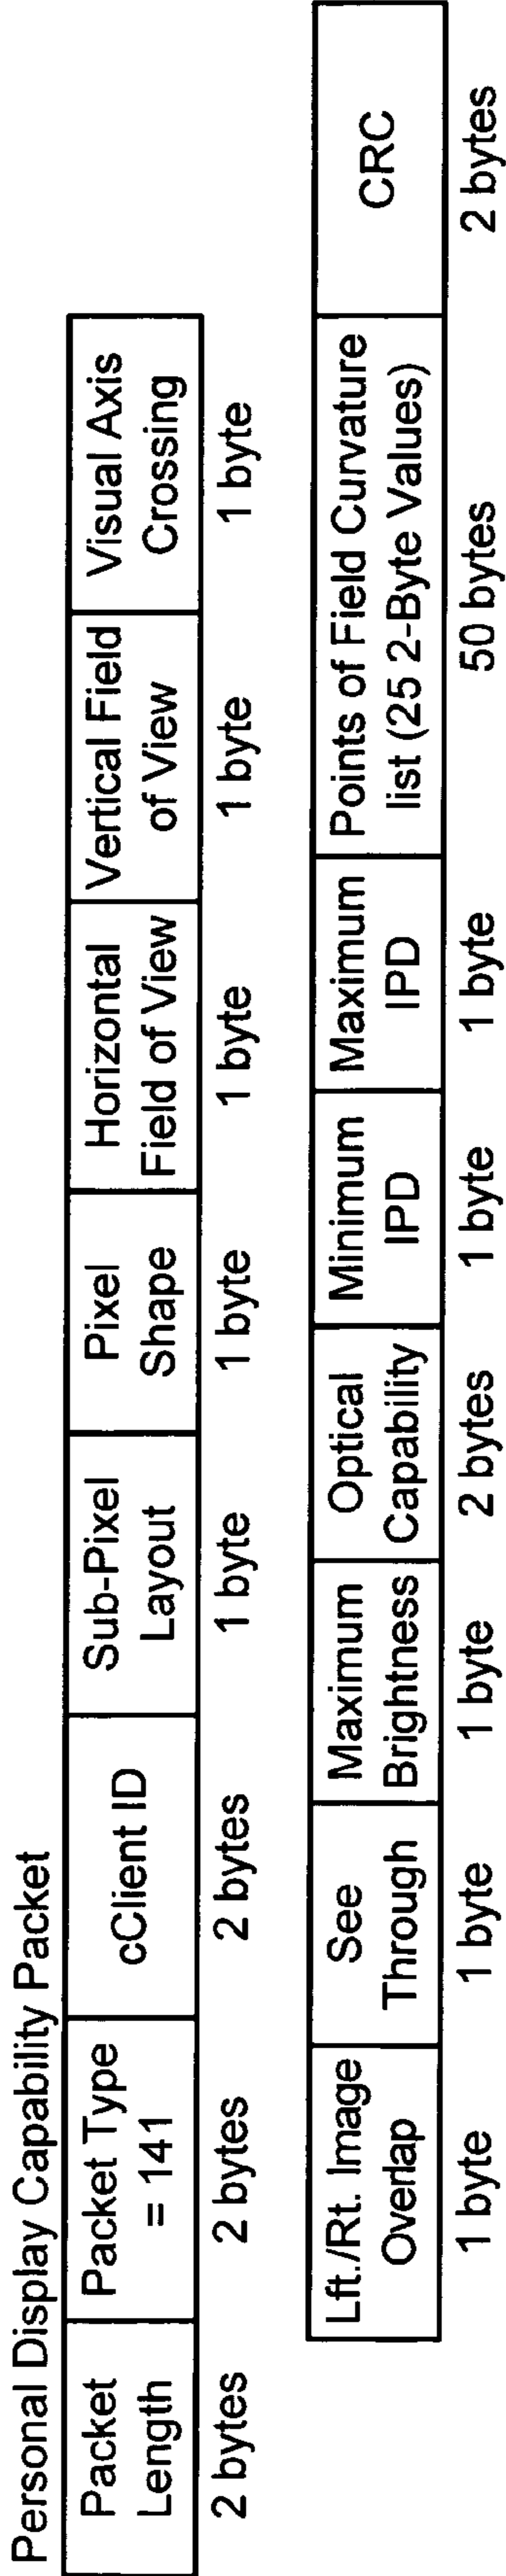 Personal Display Capability Packet
Packet Length
2 bytes
Packet Type = 141
2 bytes
cClient ID
2 bytes
Sub-Pixel Layout
1 byte
Pixel Shape
1 byte
Horizontal Field of View
1 byte
Vertical Field of View
1 byte
Visual Axis Crossing
1 byte
Lft./Rt. Image Overlap
1 byte
See Through
1 byte
Maximum Brightness
1 byte
Optical Capability
2 bytes
Minimum IPD
1 byte
Maximum IPD
1 byte
Points of Field Curvature list (25 2-Byte Values)
50 bytes
CRC
2 bytes